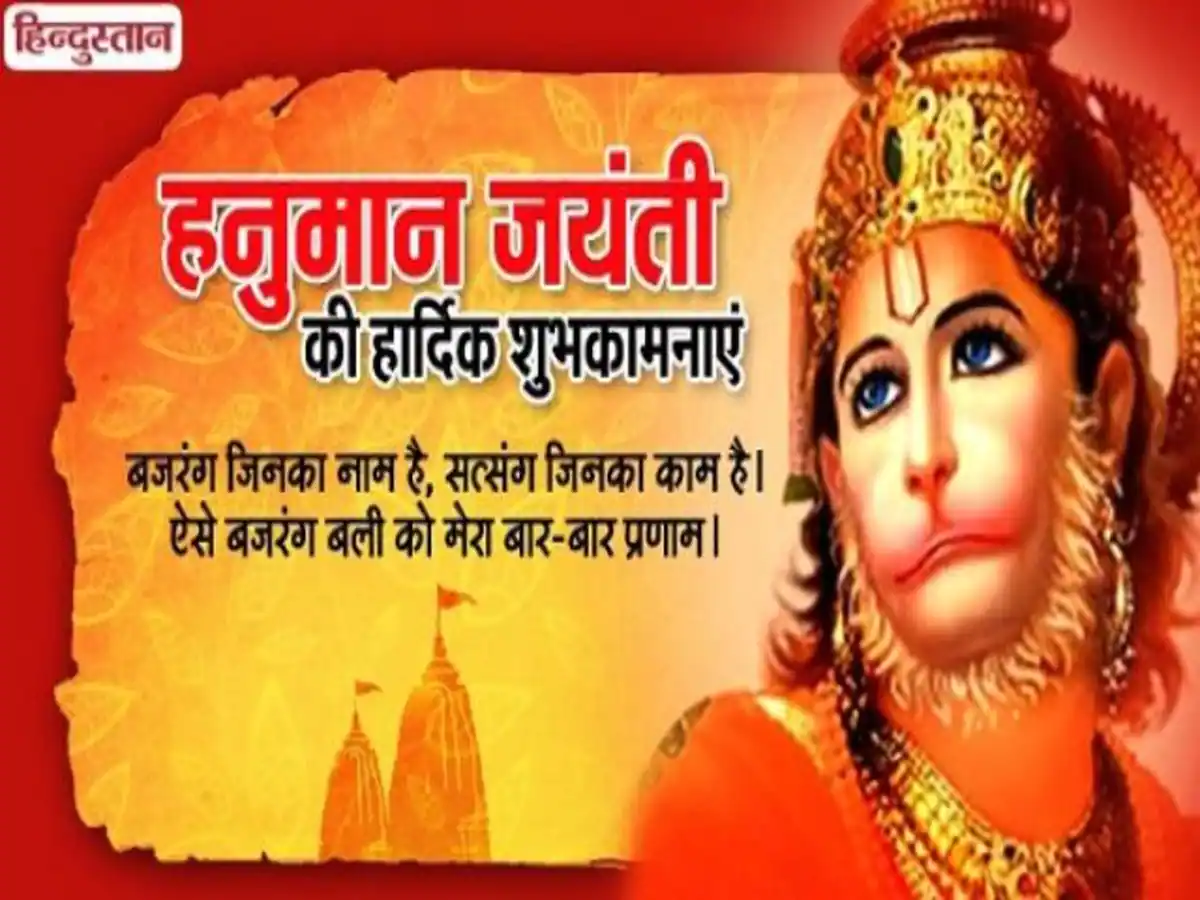 हिन्दुस्तान
हनुमान जयंती
की हार्दिक शुभकामनाएं
बजरंग जिनका नाम है, सत्संग जिनका काम है।
ऐसे बजरंग बली को मेरा बार-बार प्रणाम।